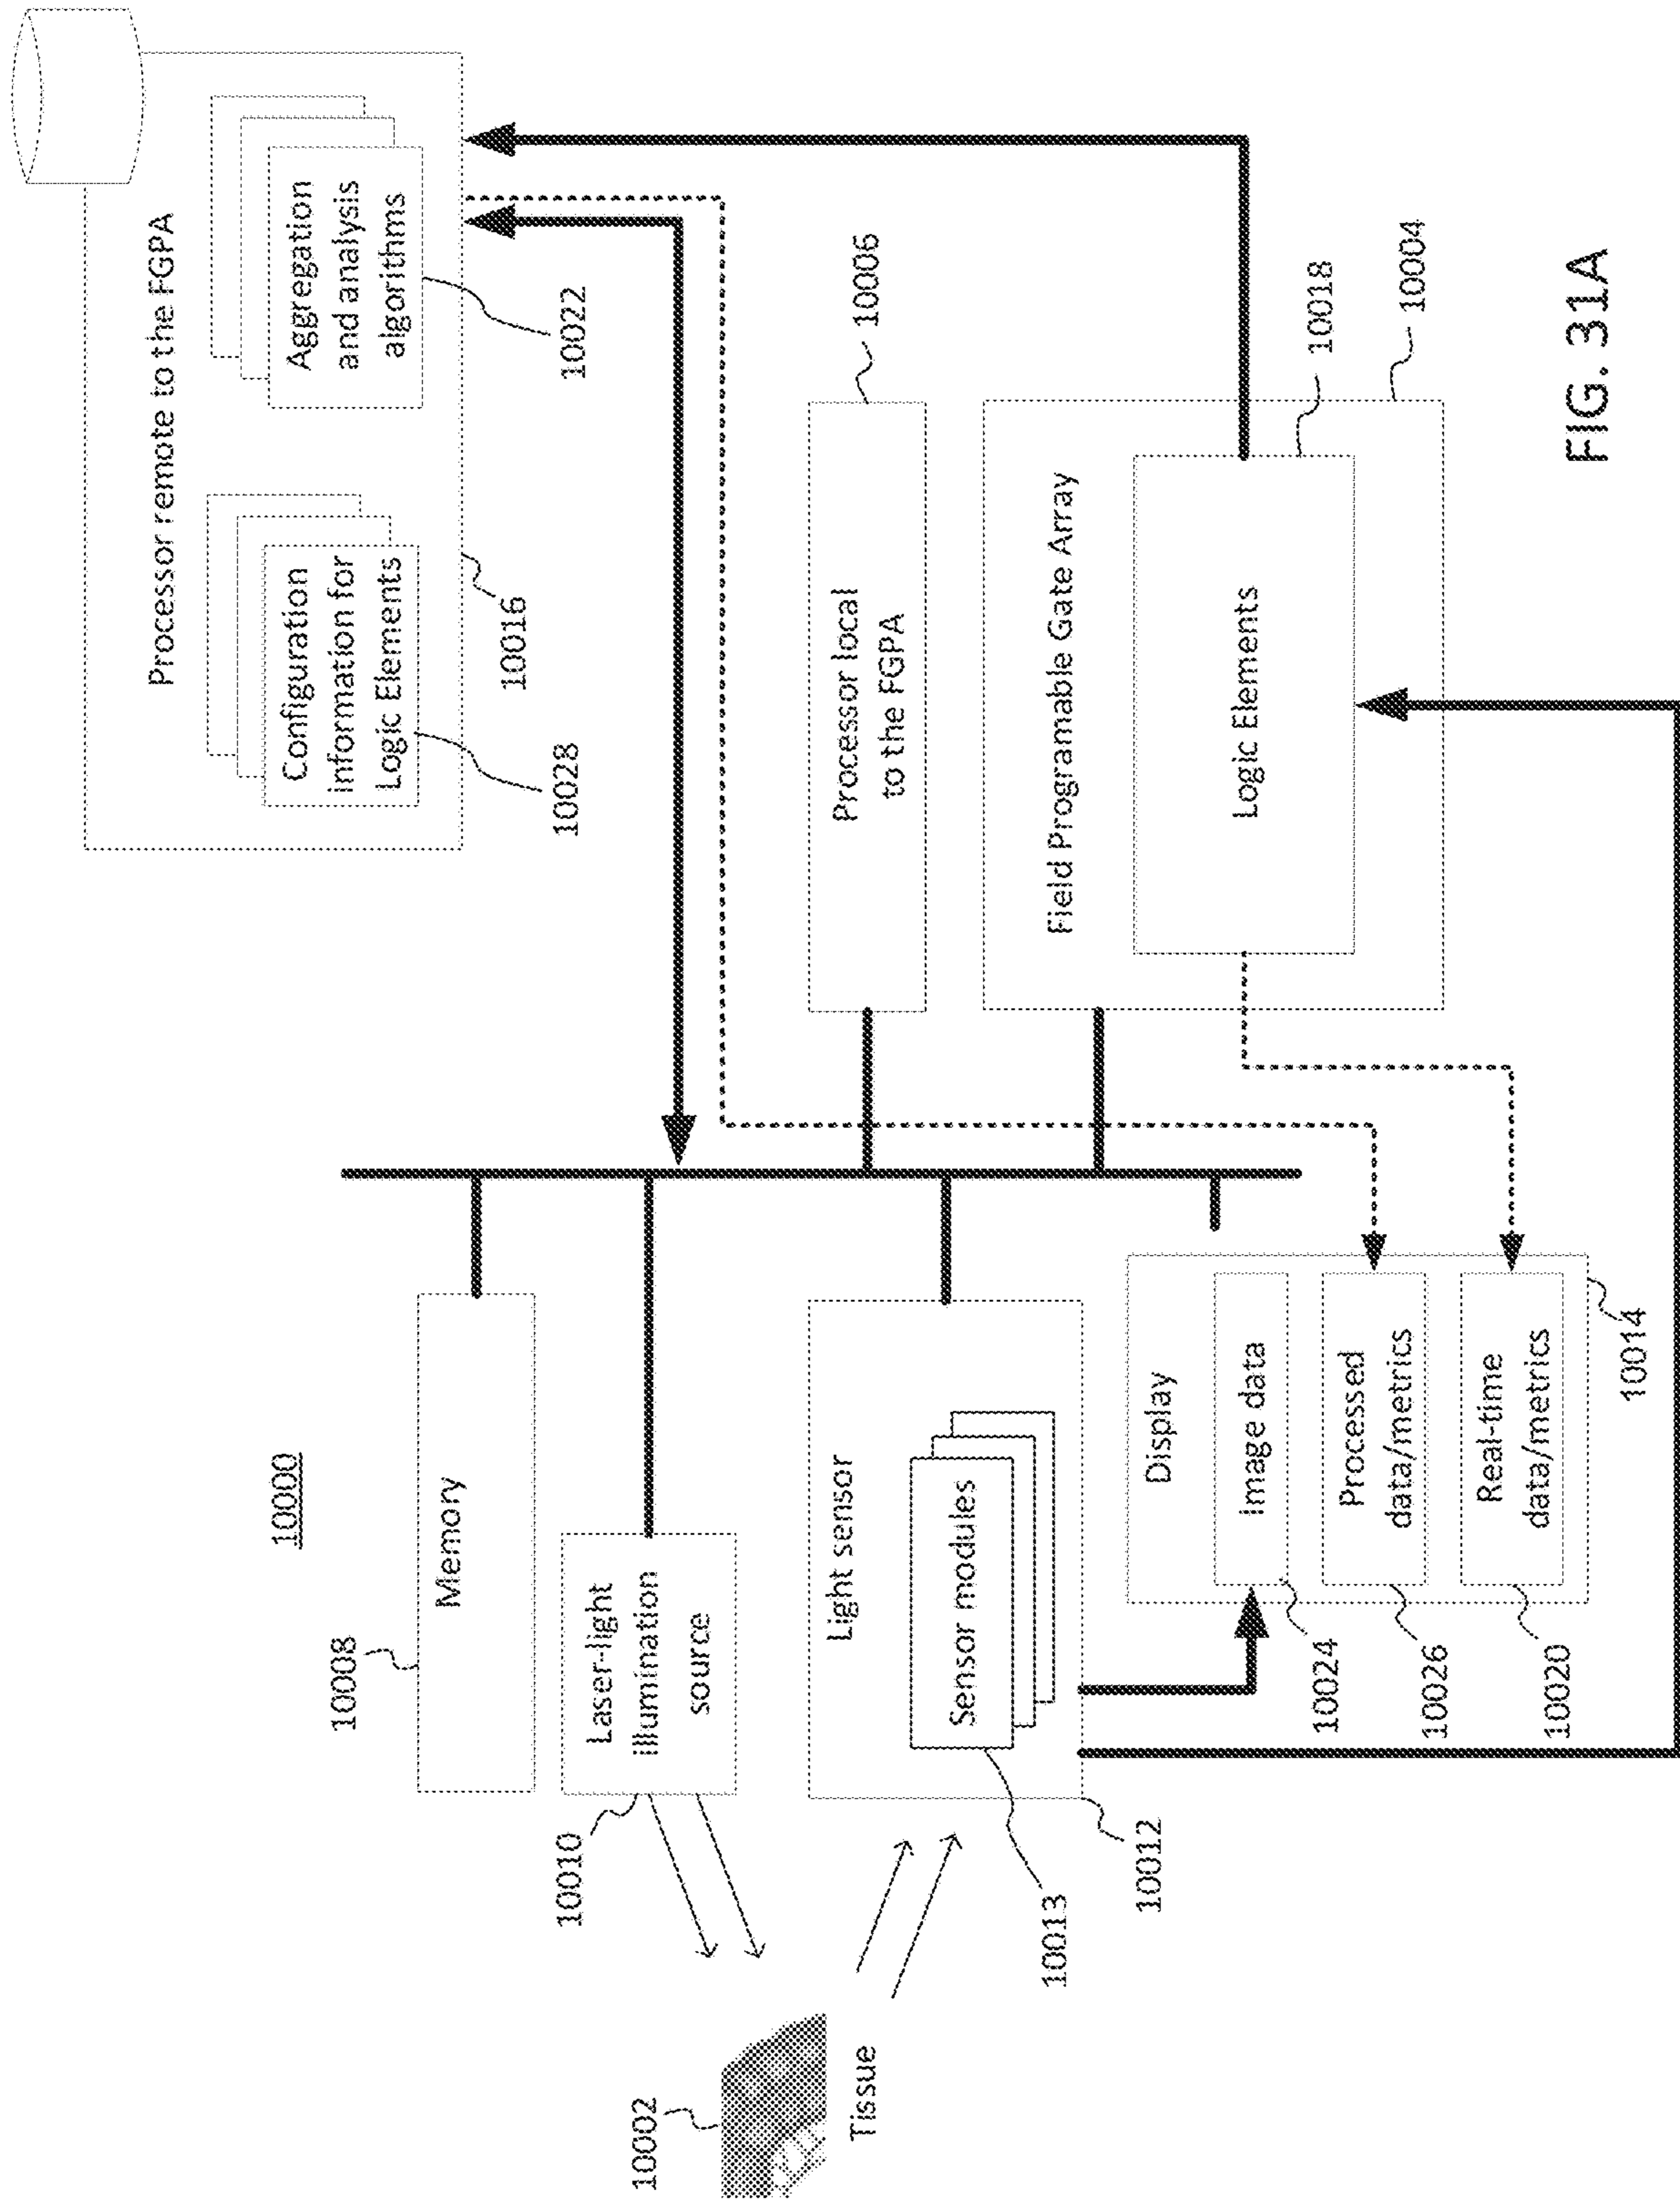 10000
Processor remote to the FGPA
Configuration
information for
Logic Elements
Aggregation
and analysis
algorithms
10028
10016
10022
10008
Memory
10010
Laser-light
illumination
source
10002
Tissue
Processor local
to the FGPA
10006
Light sensor
Sensor modules
10013
10012
Field Programable Gate Array
Logic Elements
10018
10004
Display
Image data
Processed
data/metrics
Real-time
data/metrics
10024
10026
10020
10014
FIG. 31A